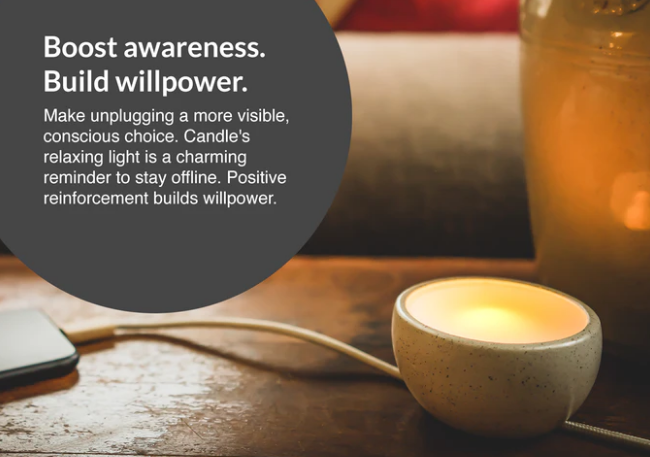 Boost awareness.
Build willpower.
Make unplugging a more visible,
conscious choice. Candle's
relaxing light is a charming
reminder to stay offline. Positive
reinforcement builds willpower.